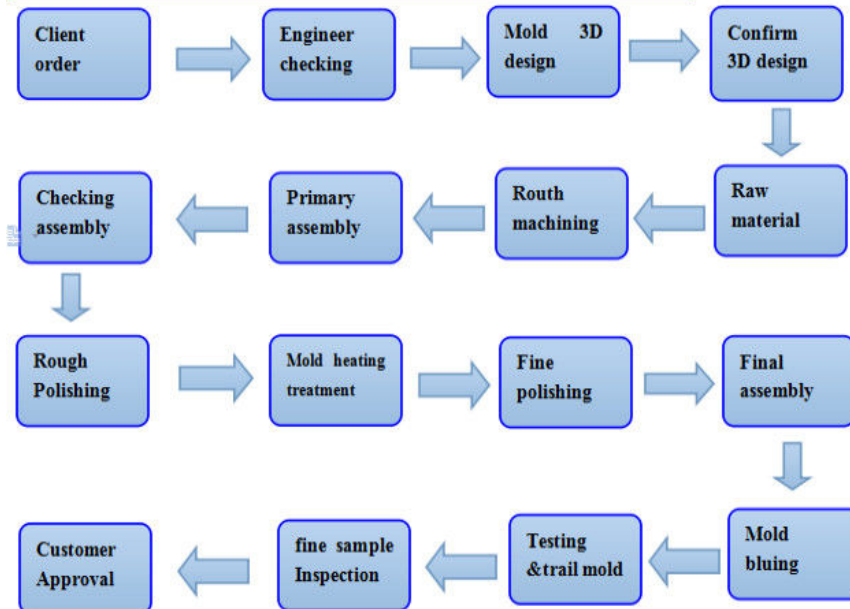 Client
order
Engineer
checking
Mold 3D
design
Confirm
3D design
Raw
material
Routh
machining
Primary
assembly
Checking
assembly
Rough
Polishing
Mold heating
treatment
Fine
polishing
Final
assembly
Mold
bluing
Testing
&trail mold
fine sample
Inspection
Customer
Approval